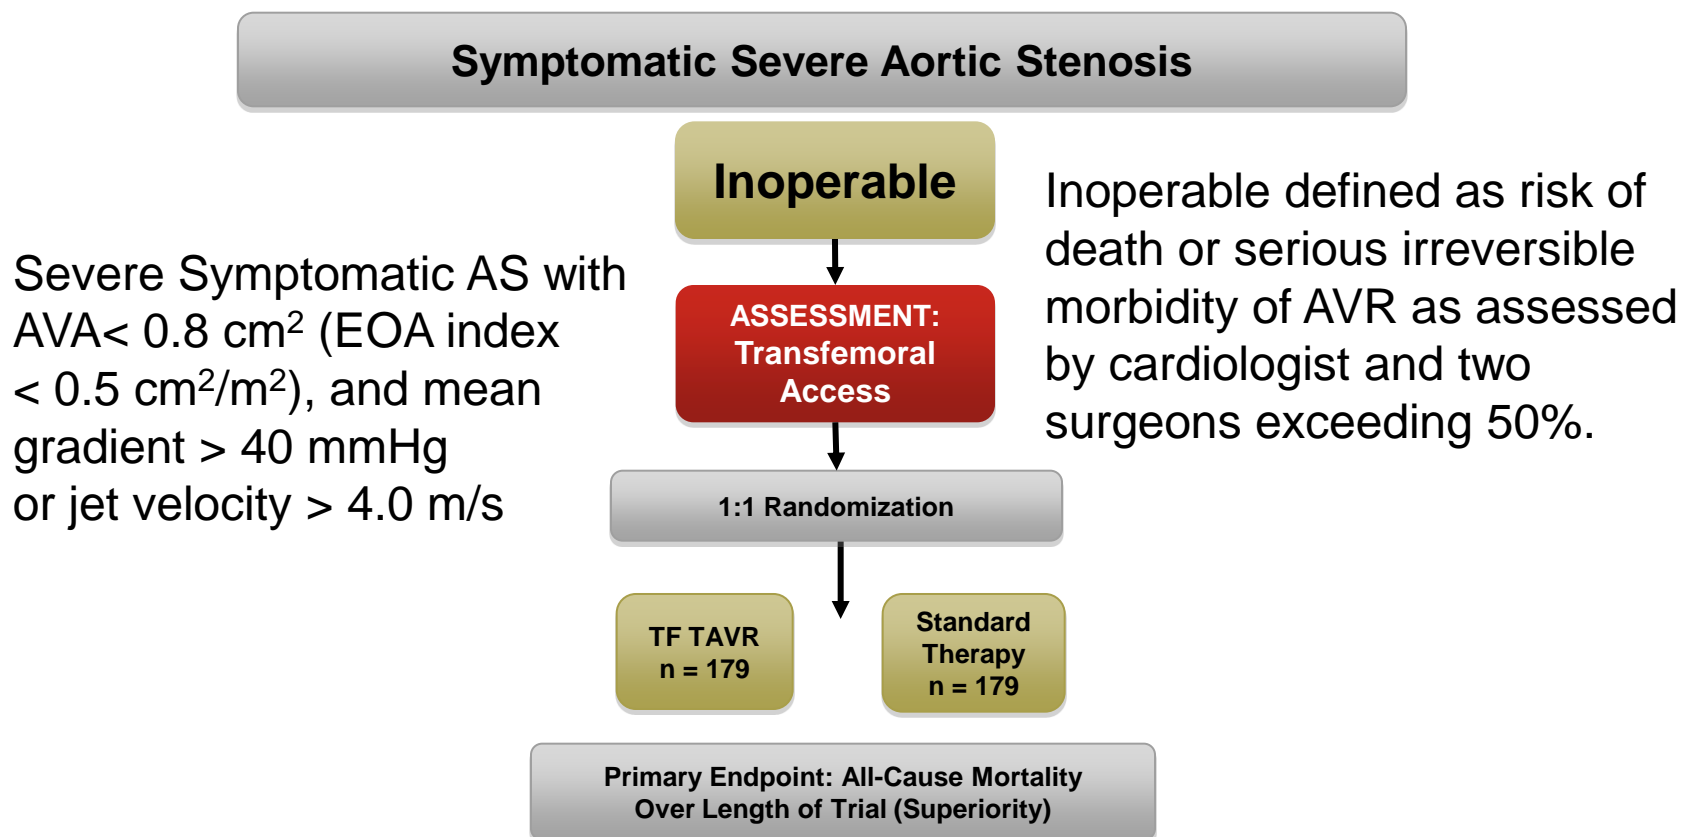 Symptomatic Severe Aortic Stenosis
Inoperable
Severe Symptomatic AS with
AVA< 0.8 cm² (EOA index
< 0.5 cm²/m²), and mean
gradient > 40 mmHg
or jet velocity > 4.0 m/s
Inoperable defined as risk of
death or serious irreversible
morbidity of AVR as assessed
by cardiologist and two
surgeons exceeding 50%.
ASSESSMENT:
Transfemoral
Access
1:1 Randomization
TF TAVR
n = 179
Standard
Therapy
n = 179
Primary Endpoint: All-Cause Mortality
Over Length of Trial (Superiority)